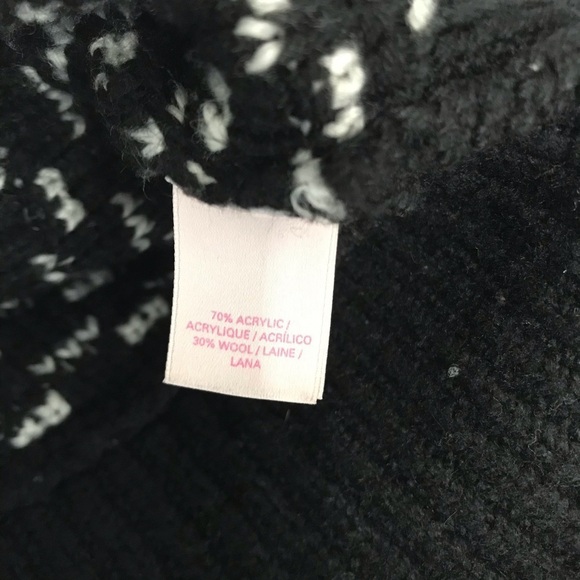 70% ACRYLIC /
ACRYLIQUE / ACRÍLICO
30% WOOL / LAINE /
LANA